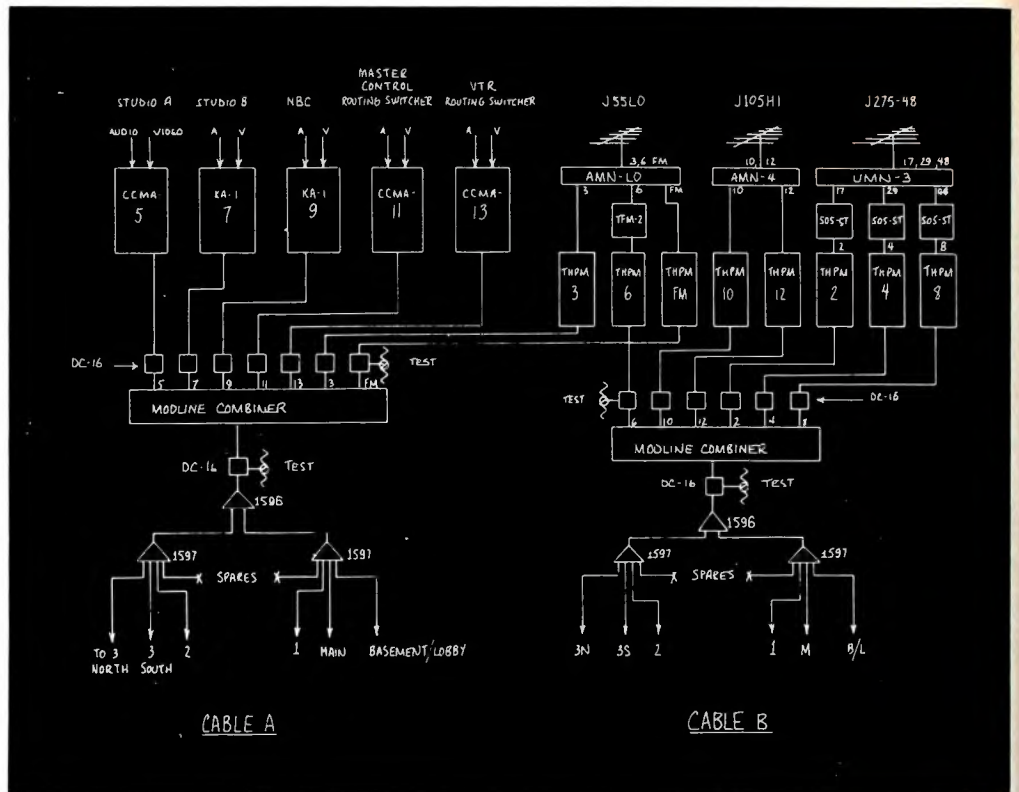 MASTER CONTROL ROUTING SWITCHER
VTR ROUTING SWITCHER
STUDIO A
STUDIO B
NBC
J55LO
J105HI
J275-48
AUDIO VIDEO
A V
A V
A V
A V
3,6 FM
10, 12
17, 29, 48
CCMA-5
KA-1 7
KA-1 9
CCMA-11
CCMA-13
AMN-LO
AMN-4
UMN-3
3 6 FM
10 12
17 29 48
TFM-2
SOS-ST
SOS-ST
SOS-ST
2 4 8
THPM 3
THPM 6
THPM FM
THPM 10
THPM 12
THPM 2
THPM 4
THPM 8
DC-16
TEST
5 7 9 11 13 3 FM
MODLINE COMBINER
DC-16
TEST
1596
1597
1597
SPARES
TO 3 NORTH
3 SOUTH
2
1
MAIN
BASEMENT/LOBBY
CABLE A
TEST
DC-16
6 10 12 2 4 8
MODLINE COMBINER
DC-16
TEST
1596
1597
1597
SPARES
3N
3S
2
1
M
B/L
CABLE B